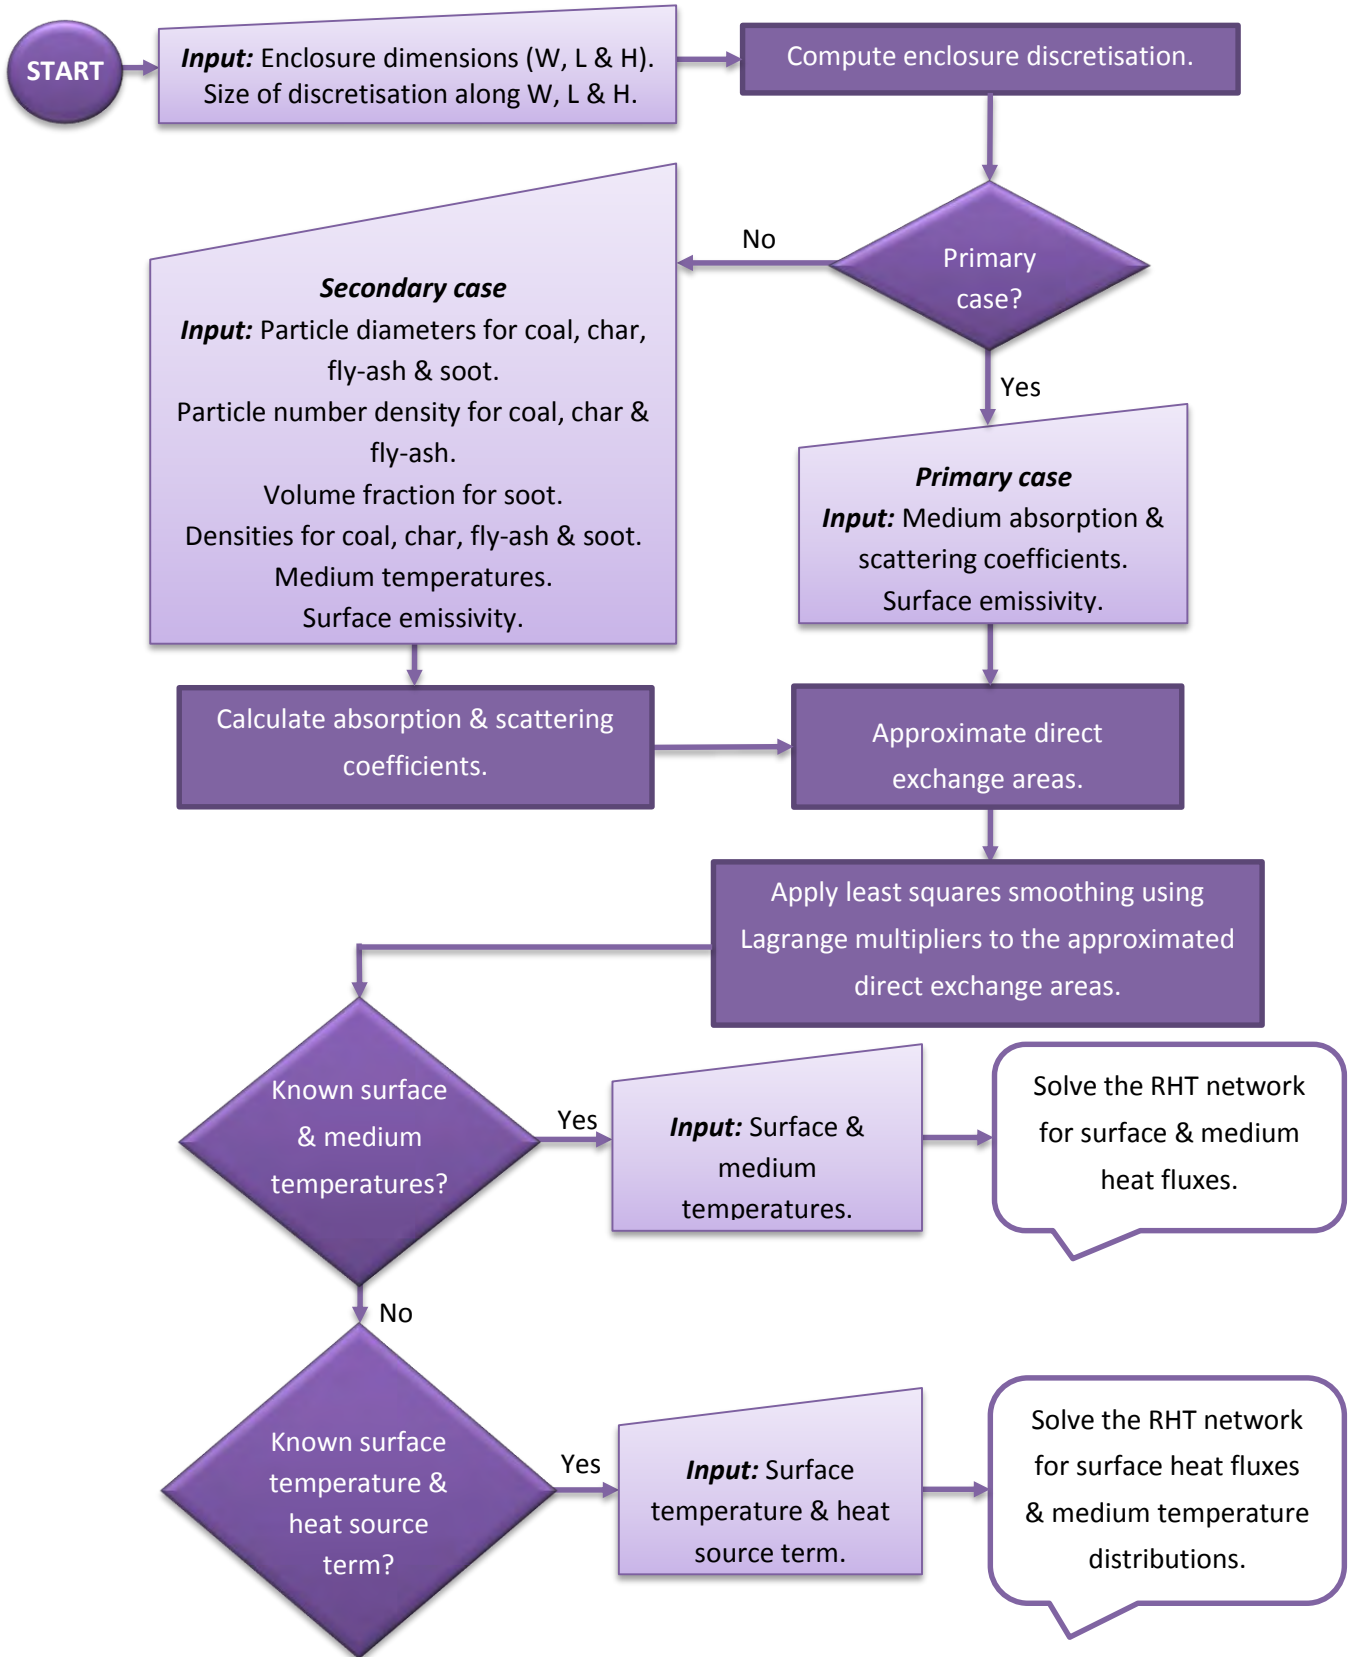 START
Input: Enclosure dimensions (W, L & H).
Size of discretisation along W, L & H.
Compute enclosure discretisation.
Primary
case?
No
Yes
Secondary case
Input: Particle diameters for coal, char,
fly-ash & soot.
Particle number density for coal, char &
fly-ash.
Volume fraction for soot.
Densities for coal, char, fly-ash & soot.
Medium temperatures.
Surface emissivity.
Primary case
Input: Medium absorption &
scattering coefficients.
Surface emissivity.
Calculate absorption & scattering
coefficients.
Approximate direct
exchange areas.
Apply least squares smoothing using
Lagrange multipliers to the approximated
direct exchange areas.
Known surface
& medium
temperatures?
Yes
Input: Surface &
medium
temperatures.
Solve the RHT network
for surface & medium
heat fluxes.
No
Known surface
temperature &
heat source
term?
Yes
Input: Surface
temperature & heat
source term.
Solve the RHT network
for surface heat fluxes
& medium temperature
distributions.